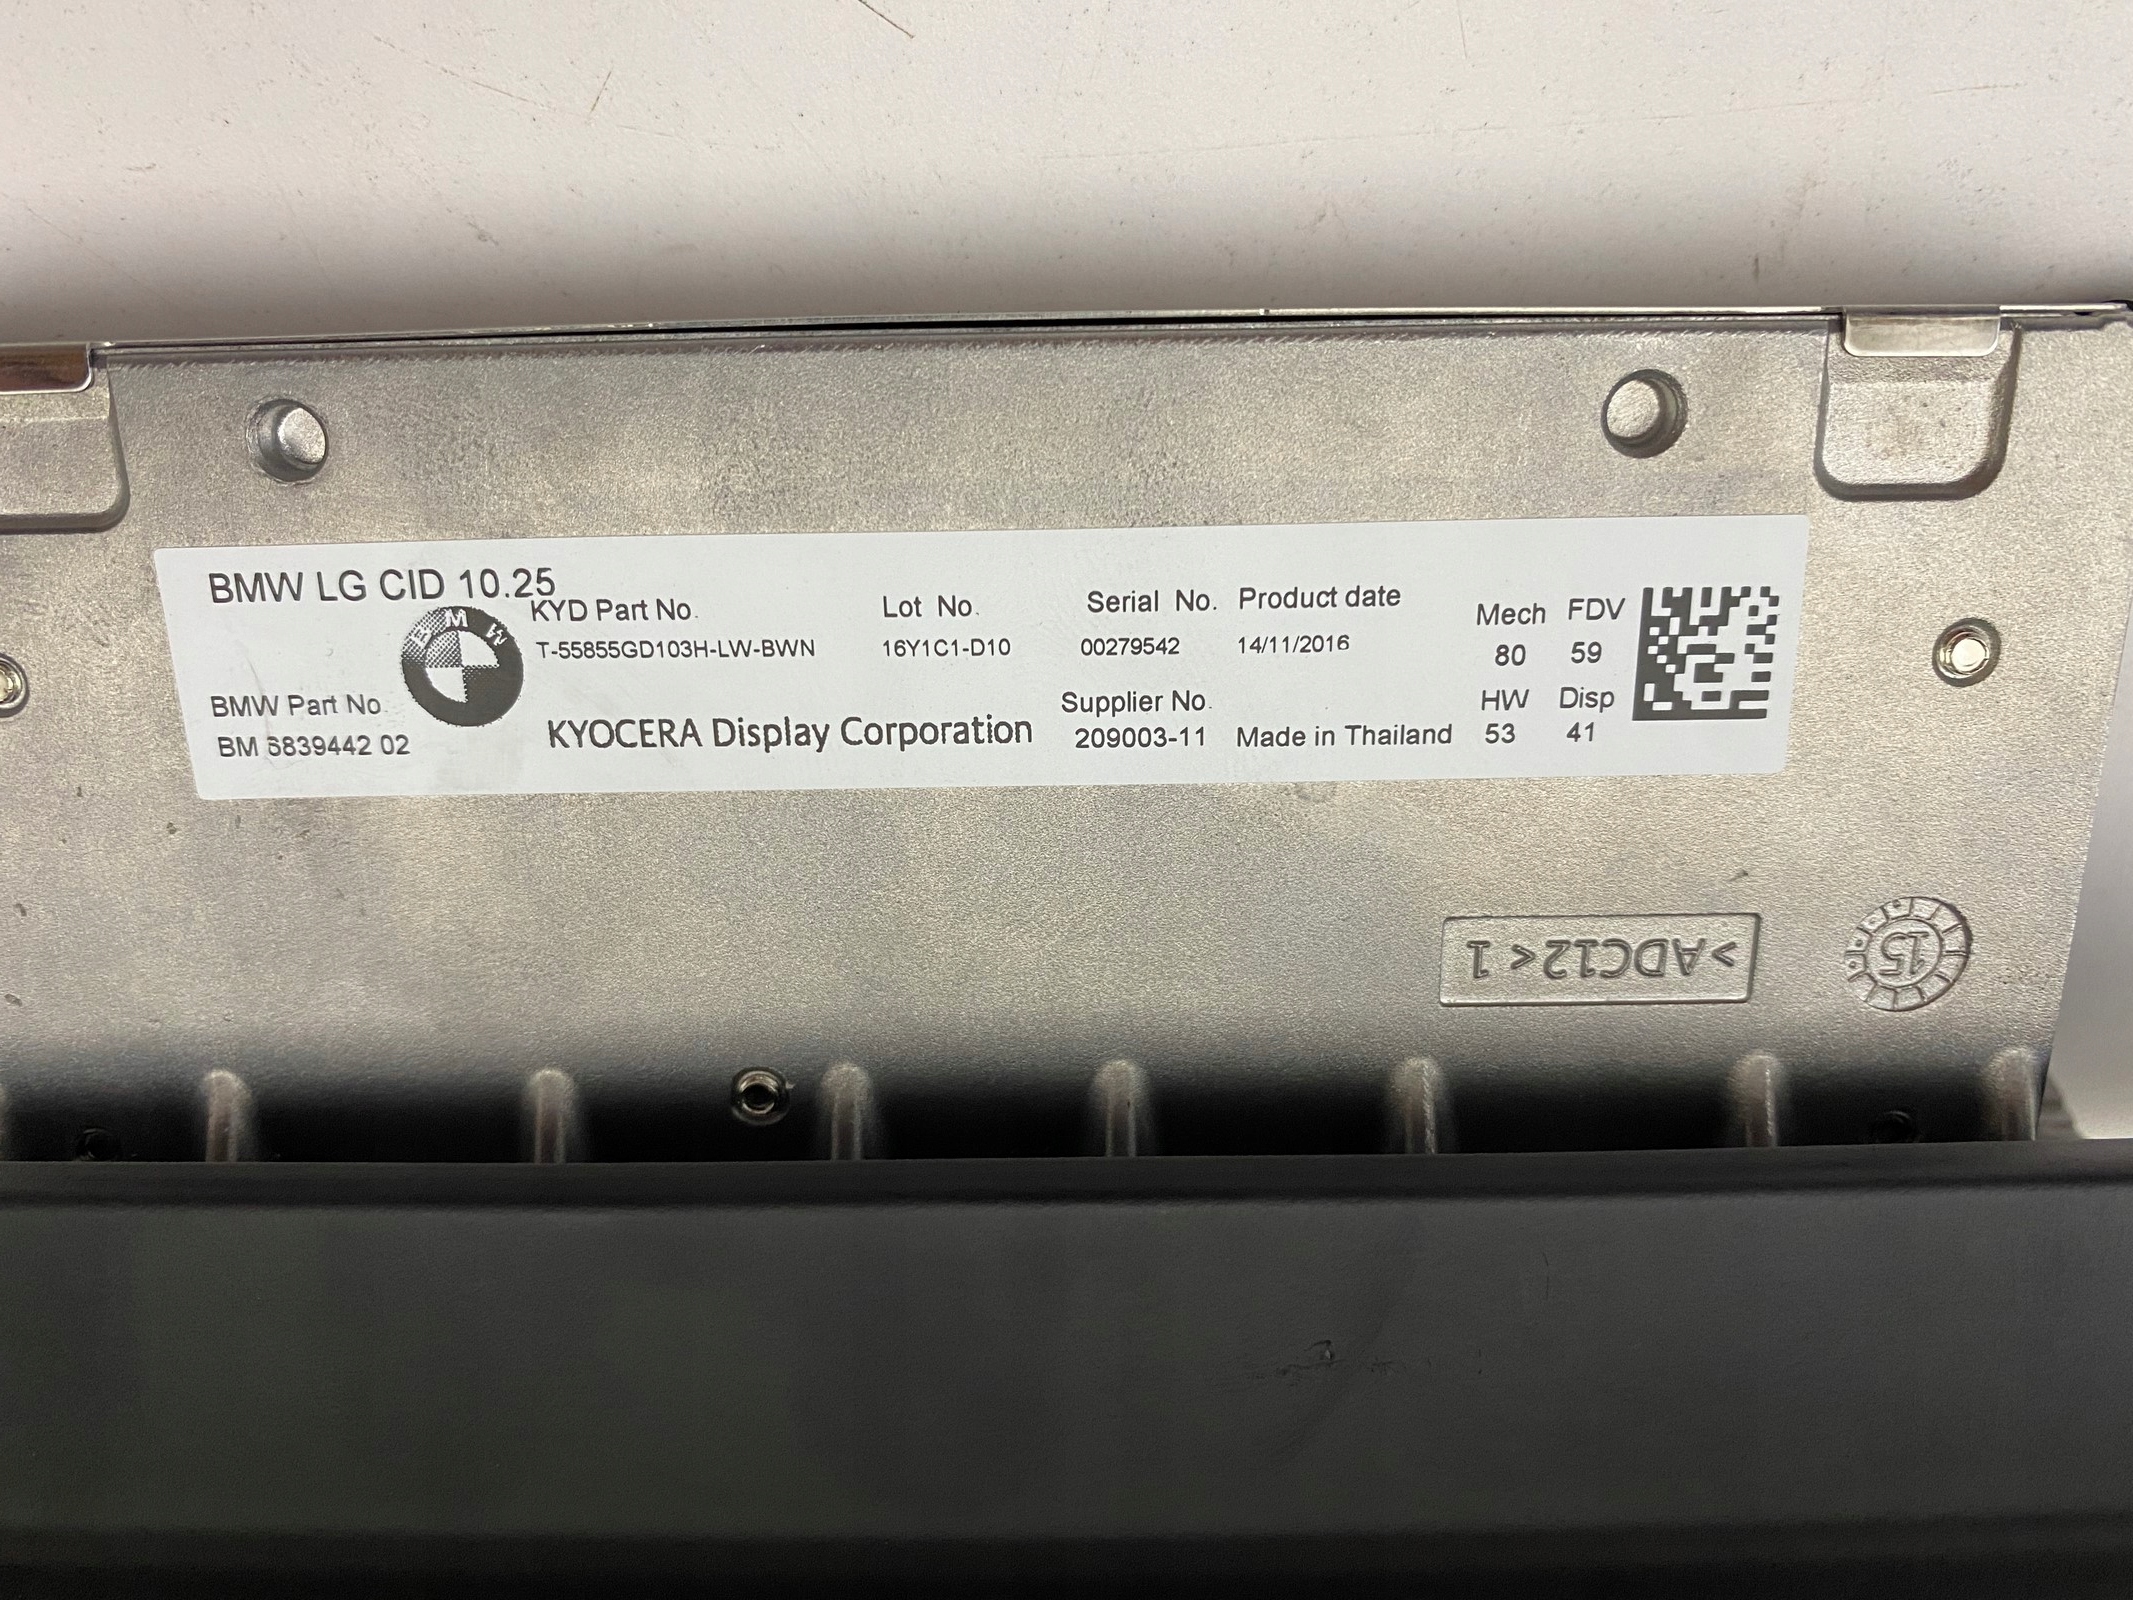 BMW LG CID 10.25
BMW
KYD Part No.
T-55855GD103H-LW-BWN
Lot No.
16Y1C1-D10
Serial No.
00279542
Product date
14/11/2016
Mech FDV
80 59
BMW Part No.
BM 6839442 02
KYOCERA Display Corporation
Supplier No.
209003-11
Made in Thailand
HW Disp
53 41
>ADC12< 1
15